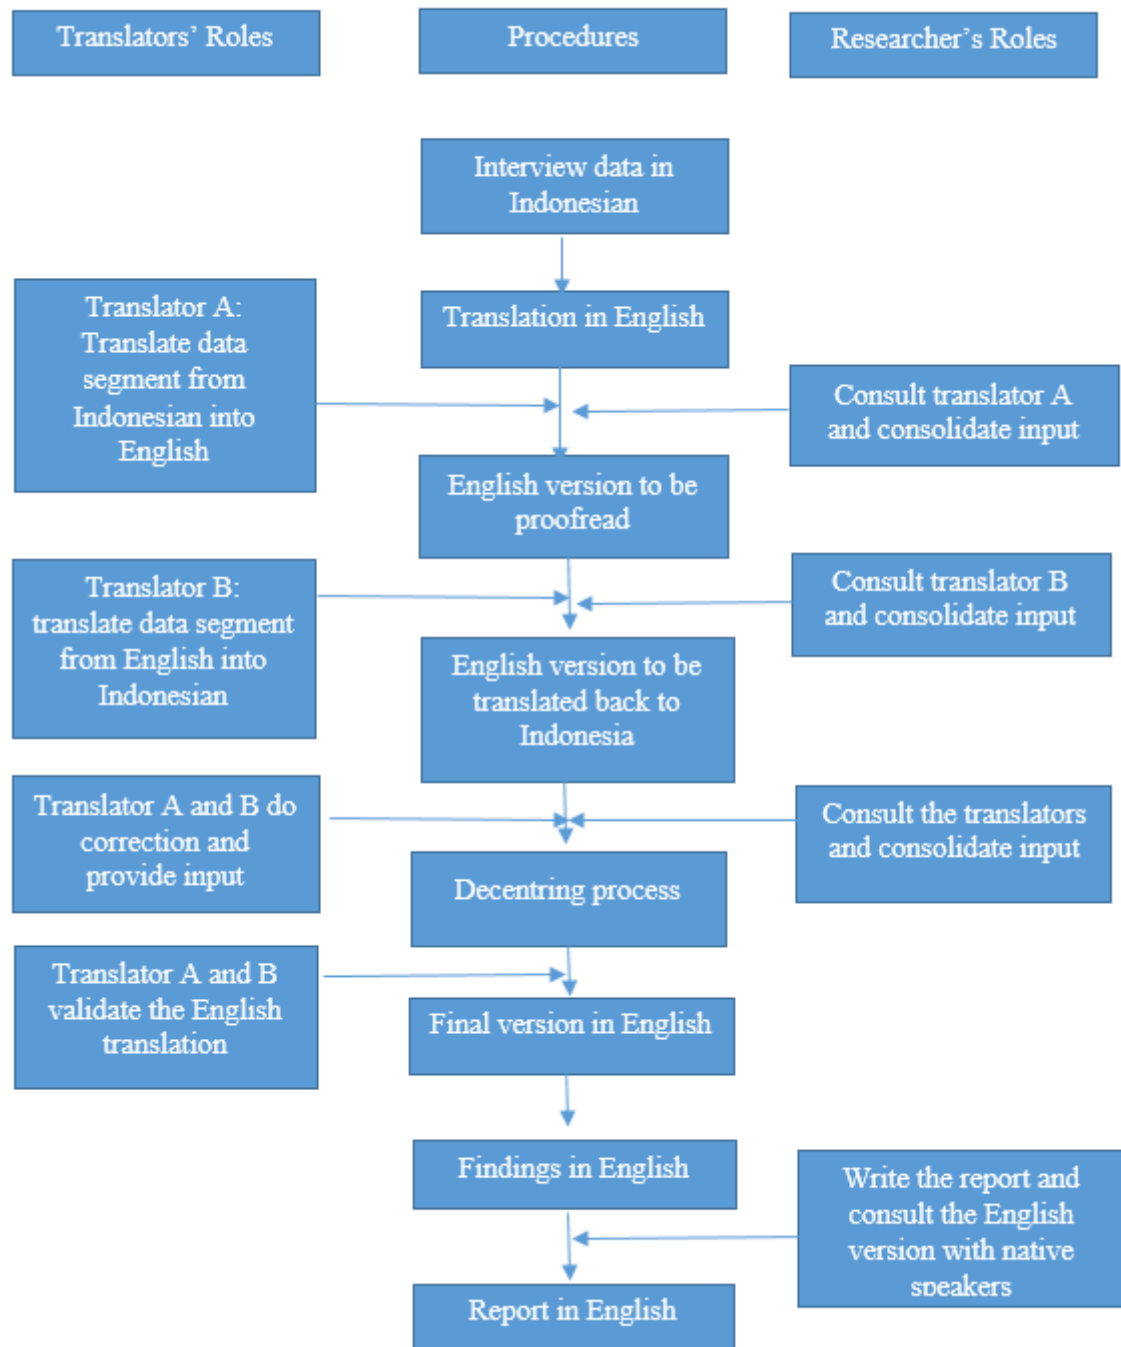 Translators’ Roles
Procedures
Researcher’s Roles
Interview data in
Indonesian
Translation in English
Translator A:
Translate data
segment from
Indonesian into
English
Consult translator A
and consolidate input
English version to be
proofread
Translator B:
translate data segment
from English into
Indonesian
Consult translator B
and consolidate input
English version to be
translated back to
Indonesia
Translator A and B do
correction and
provide input
Consult the translators
and consolidate input
Decentring process
Translator A and B
validate the English
translation
Final version in English
Findings in English
Write the report and
consult the English
version with native
speakers
Report in English